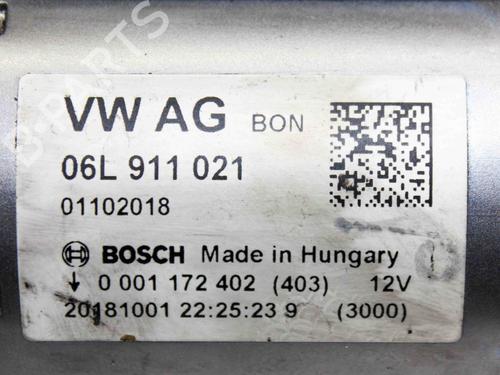 VW AG BON
06L 911 021
01102018
BOSCH Made in Hungary
0 001 172 402 (403) 12V
20181001 22:25:23 9 (3000)
B-PARTS